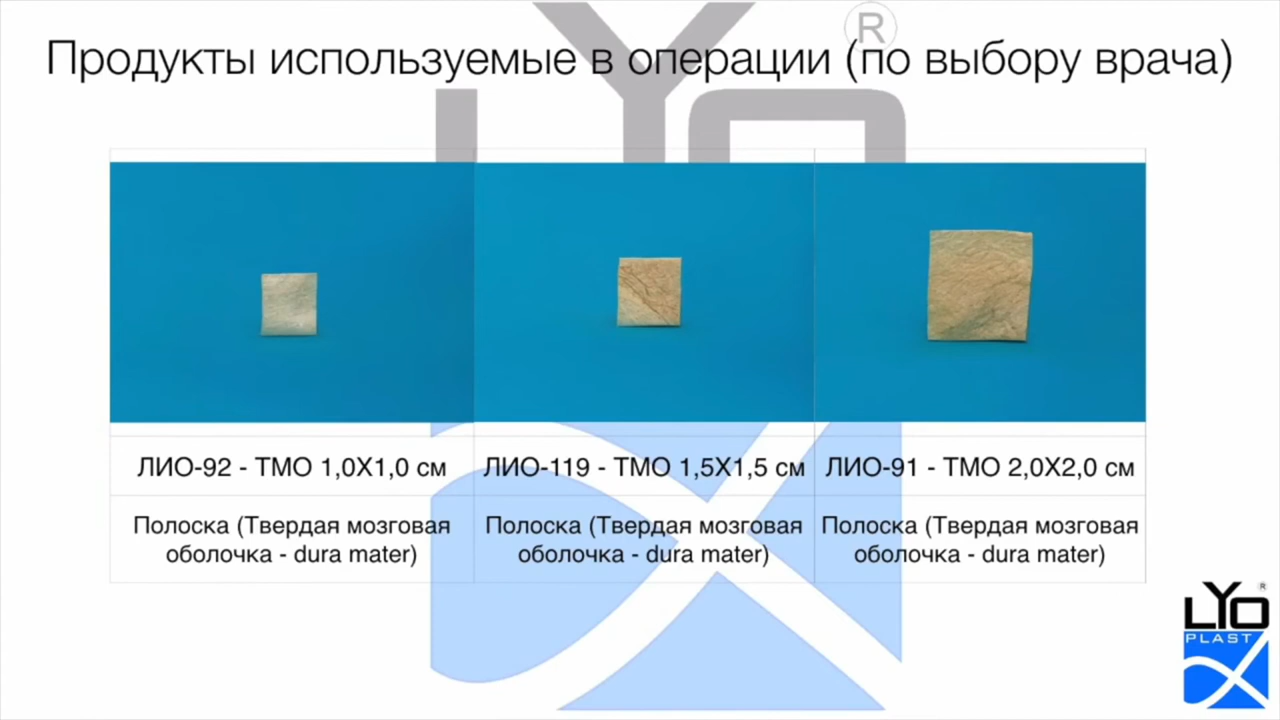 Продукты используемые в операции (по выбору врача)
LYO ®
ЛИО-92 - ТМО 1,0Х1,0 см
ЛИО-119 - ТМО 1,5Х1,5 см
ЛИО-91 - ТМО 2,0Х2,0 см
Полоска (Твердая мозговая
оболочка - dura mater)
Полоска (Твердая мозговая
оболочка - dura mater)
Полоска (Твердая мозговая
оболочка - dura mater)
LYO ®
PLAST